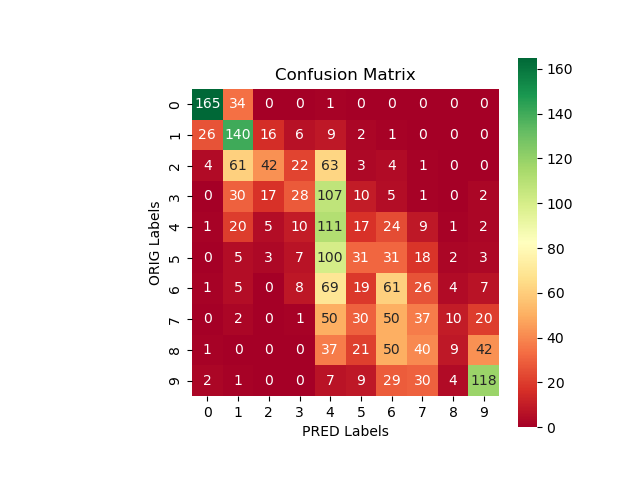 Confusion Matrix
ORIG Labels
0 165 34 0 0 1 0 0 0 0 0
1 26 140 16 6 9 2 1 0 0 0
2 4 61 42 22 63 3 4 1 0 0
3 0 30 17 28 107 10 5 1 0 2
4 1 20 5 10 111 17 24 9 1 2
5 0 5 3 7 100 31 31 18 2 3
6 1 5 0 8 69 19 61 26 4 7
7 0 2 0 1 50 30 50 37 10 20
8 1 0 0 0 37 21 50 40 9 42
9 2 1 0 0 7 9 29 30 4 118
0 1 2 3 4 5 6 7 8 9
PRED Labels
160
140
120
100
80
60
40
20
0